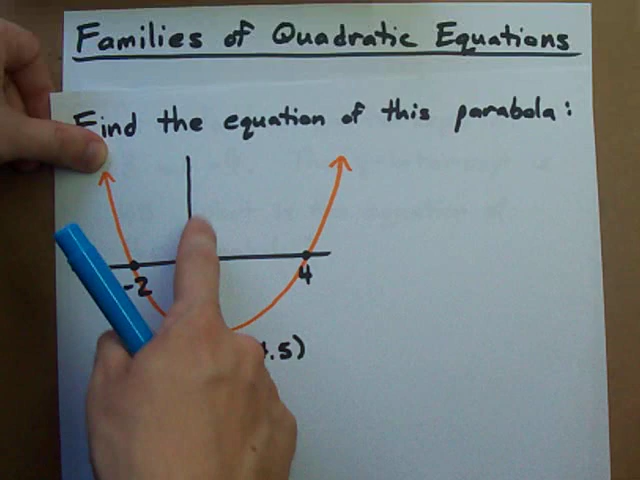 Families of Quadratic Equations
Find the equation of this parabola:
-2
4
.5)